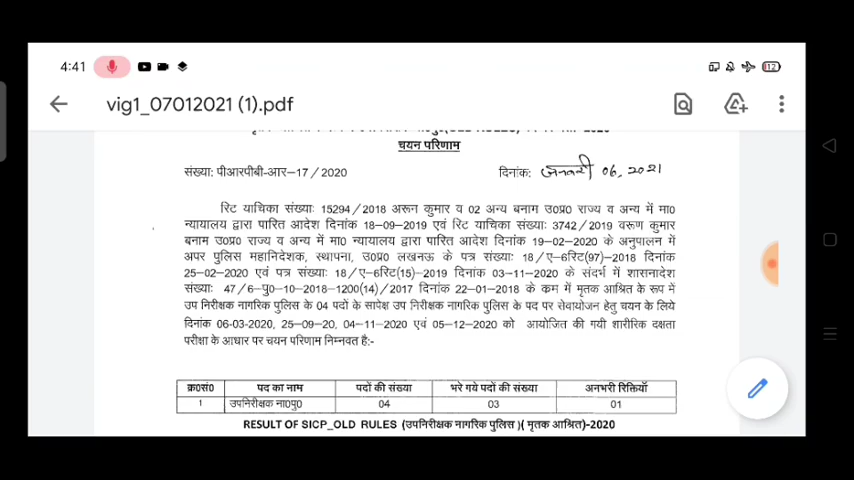 4:41
12
vig1_07012021 (1).pdf
चयन परिणाम
संख्या: पीआरपीबी-आर-17/2020 दिनांक: जनवरी 06, 2021
रिट याचिका संख्या: 15294/2018 अरून कुमार व 02 अन्य बनाम उ0प्र0 राज्य व अन्य में मा0
न्यायालय द्वारा पारित आदेश दिनांक 18-09-2019 एवं रिट याचिका संख्या: 3742/2019 वरूण कुमार
बनाम उ0प्र0 राज्य व अन्य में मा0 न्यायालय द्वारा पारित आदेश दिनांक 19-02-2020 के अनुपालन में
अपर पुलिस महानिदेशक, स्थापना, उ0प्र0 लखनऊ के पत्र संख्या: 18/ए-6रिट(97)-2018 दिनांक
25-02-2020 एवं पत्र संख्या: 18/ए-6रिट(15)-2019 दिनांक 03-11-2020 के संदर्भ में शासनादेश
संख्या: 47/6-पु0-10-2018-1200(14)/2017 दिनांक 22-01-2018 के कम में मृतक आश्रित के रूप में
उप निरीक्षक नागरिक पुलिस के 04 पदों के सापेक्ष उप निरीक्षक नागरिक पुलिस के पद पर सेवायोजन हेतु चयन के लिये
दिनांक 06-03-2020, 25-09-20, 04-11-2020 एवं 05-12-2020 को आयोजित की गयी शारीरिक दक्षता
परीक्षा के आधार पर चयन परिणाम निम्नवत है:-
क्र0सं0 पद का नाम पदों की संख्या भरे गये पदों की संख्या अनभरी रिक्तियाँ
1 उपनिरीक्षक ना0पु0 04 03 01
RESULT OF SICP_OLD RULES (उपनिरीक्षक नागरिक पुलिस )( मृतक आश्रित)-2020